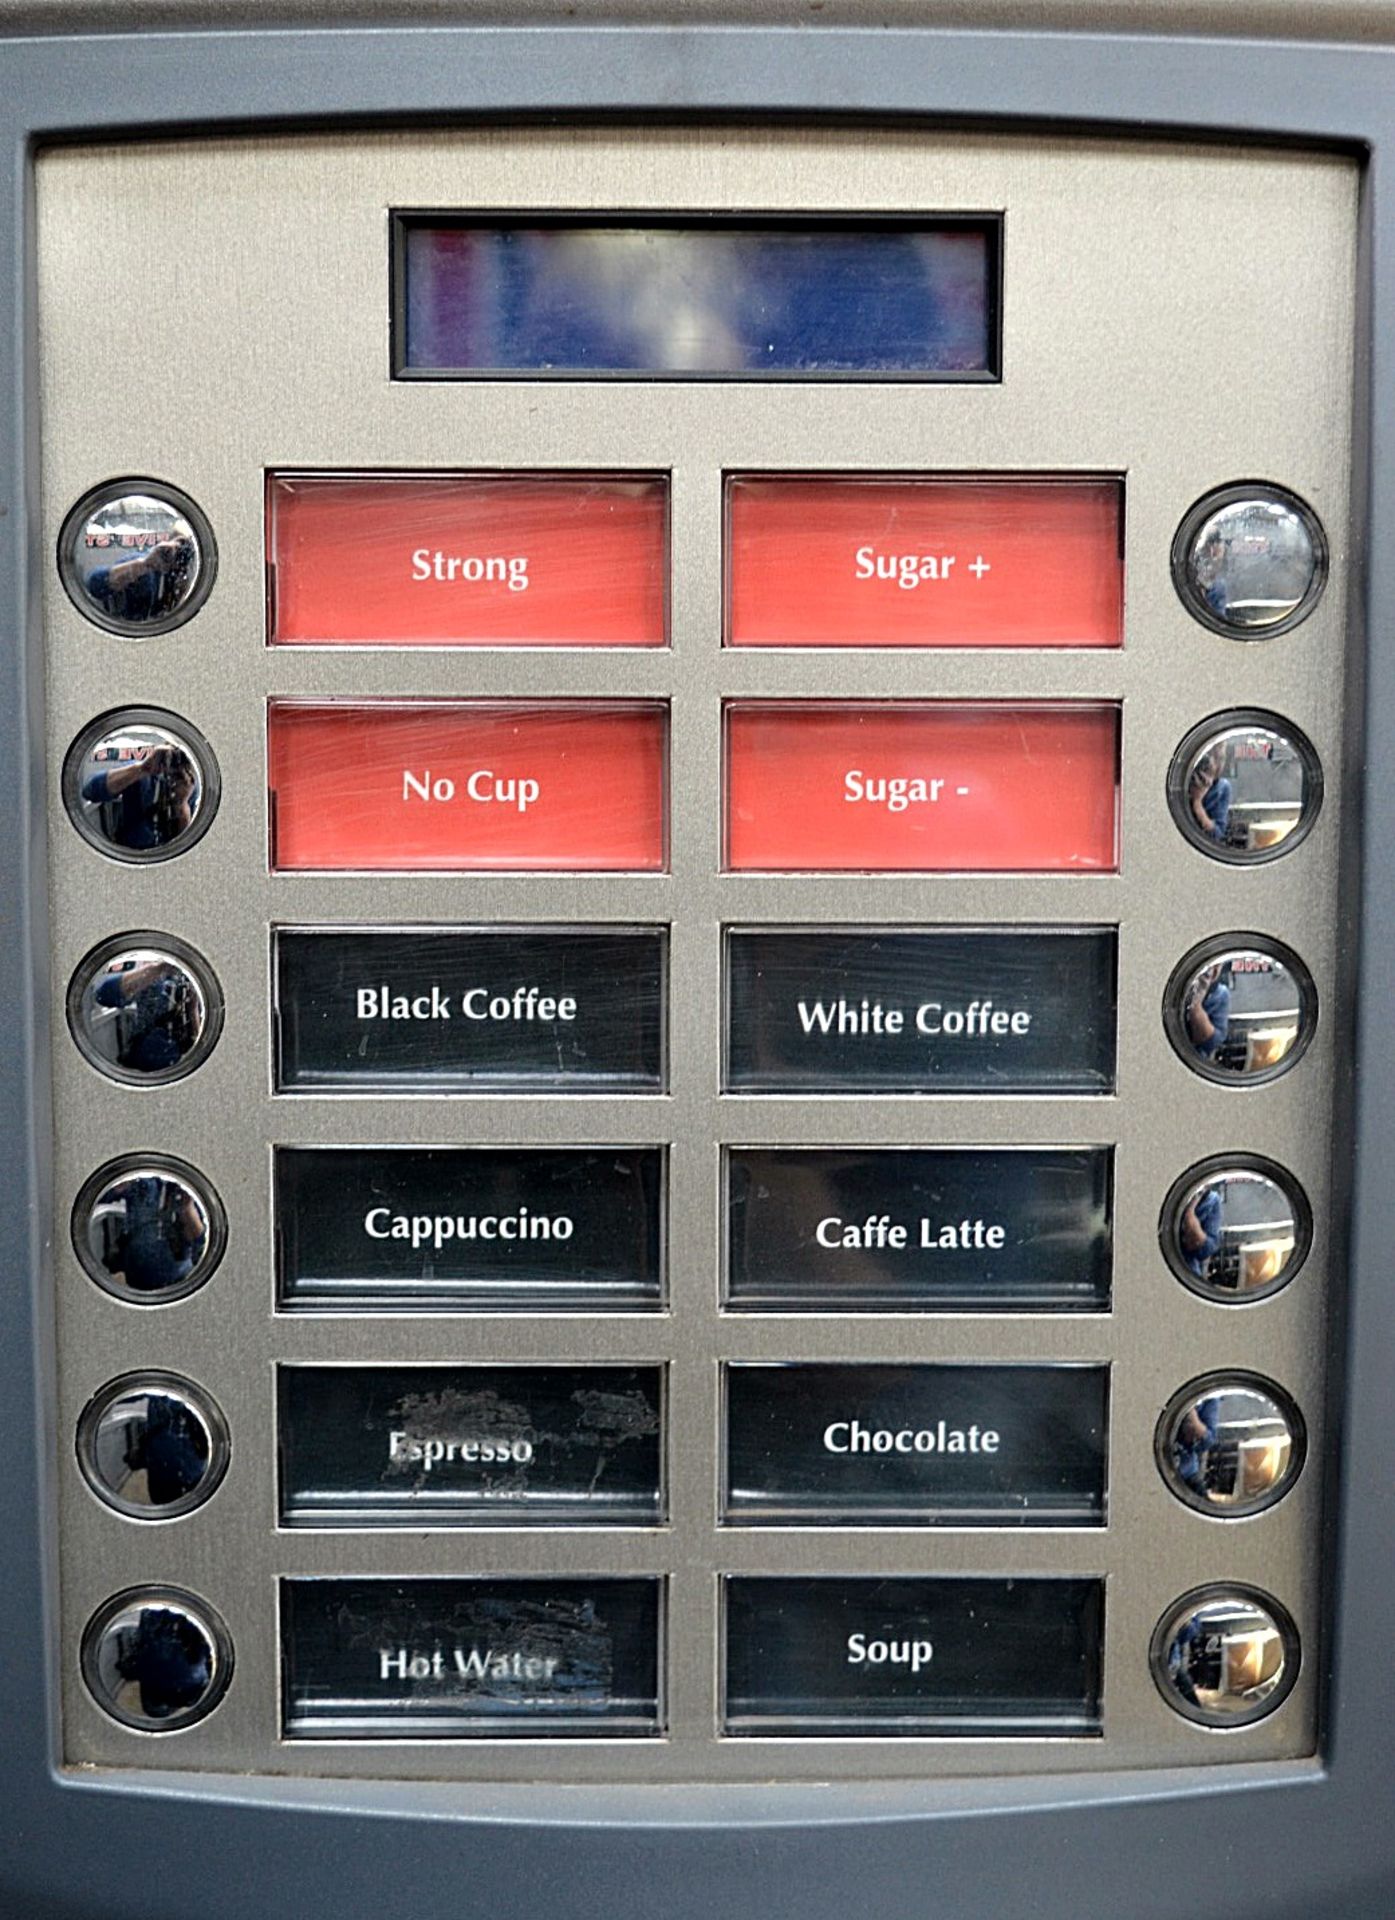 Strong
Sugar +
No Cup
Sugar -
Black Coffee
White Coffee
Cappuccino
Caffe Latte
Espresso
Chocolate
Hot Water
Soup